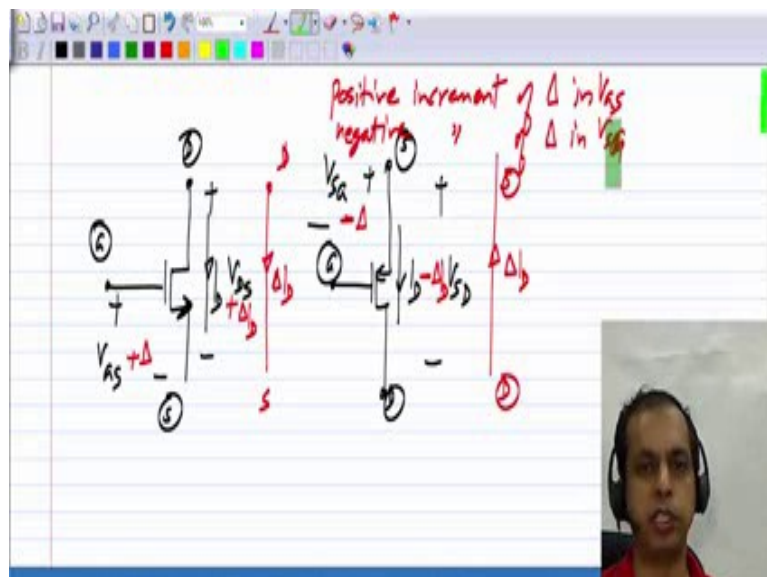 Positive increment of Δ in VGS
negative " of Δ in VSG
D
D
S
S
VSG +
+
+
− −Δ
G
G
ID
VDS
ΔID
ID −ΔID VSD
ΔID
+
+ΔID
VGS +Δ
−
−
−
S
S
D
D